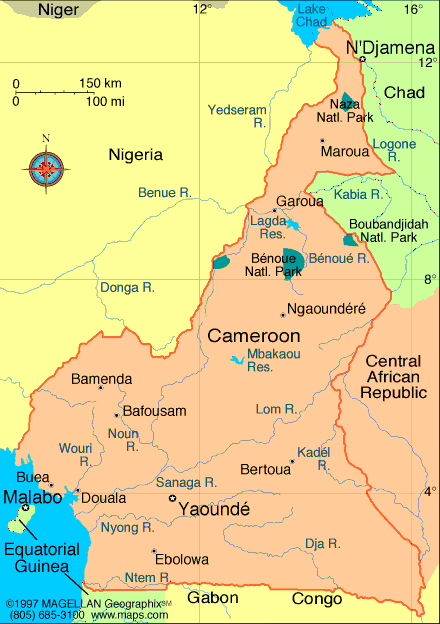 Niger
12°
Lake
Chad
16°
N'Djamena
12°
0 150 km
0 100 mi
Chad
Yedseram
R.
Naza
Natl. Park
N
Nigeria
Maroua
Logone
R.
Benue R.
Garoua
Kabia R.
Lagda
Res.
Boubandjidah
Natl. Park
Bénoue
Natl. Park
Bénoué R.
8°
Donga R.
Ngaoundéré
Cameroon
Mbakaou
Res.
Central
African
Republic
Bamenda
Bafousam
Lom R.
Noun
R.
Wouri
R.
Kadél
R.
Bertoua
Buea
Sanaga R.
4°
Malabo
Douala
Yaoundé
Nyong R.
Equatorial
Guinea
Dja R.
Ebolowa
Ntem R.
Gabon
Congo
©1997 MAGELLAN Geographix℠
(805) 685-3100 www.maps.com